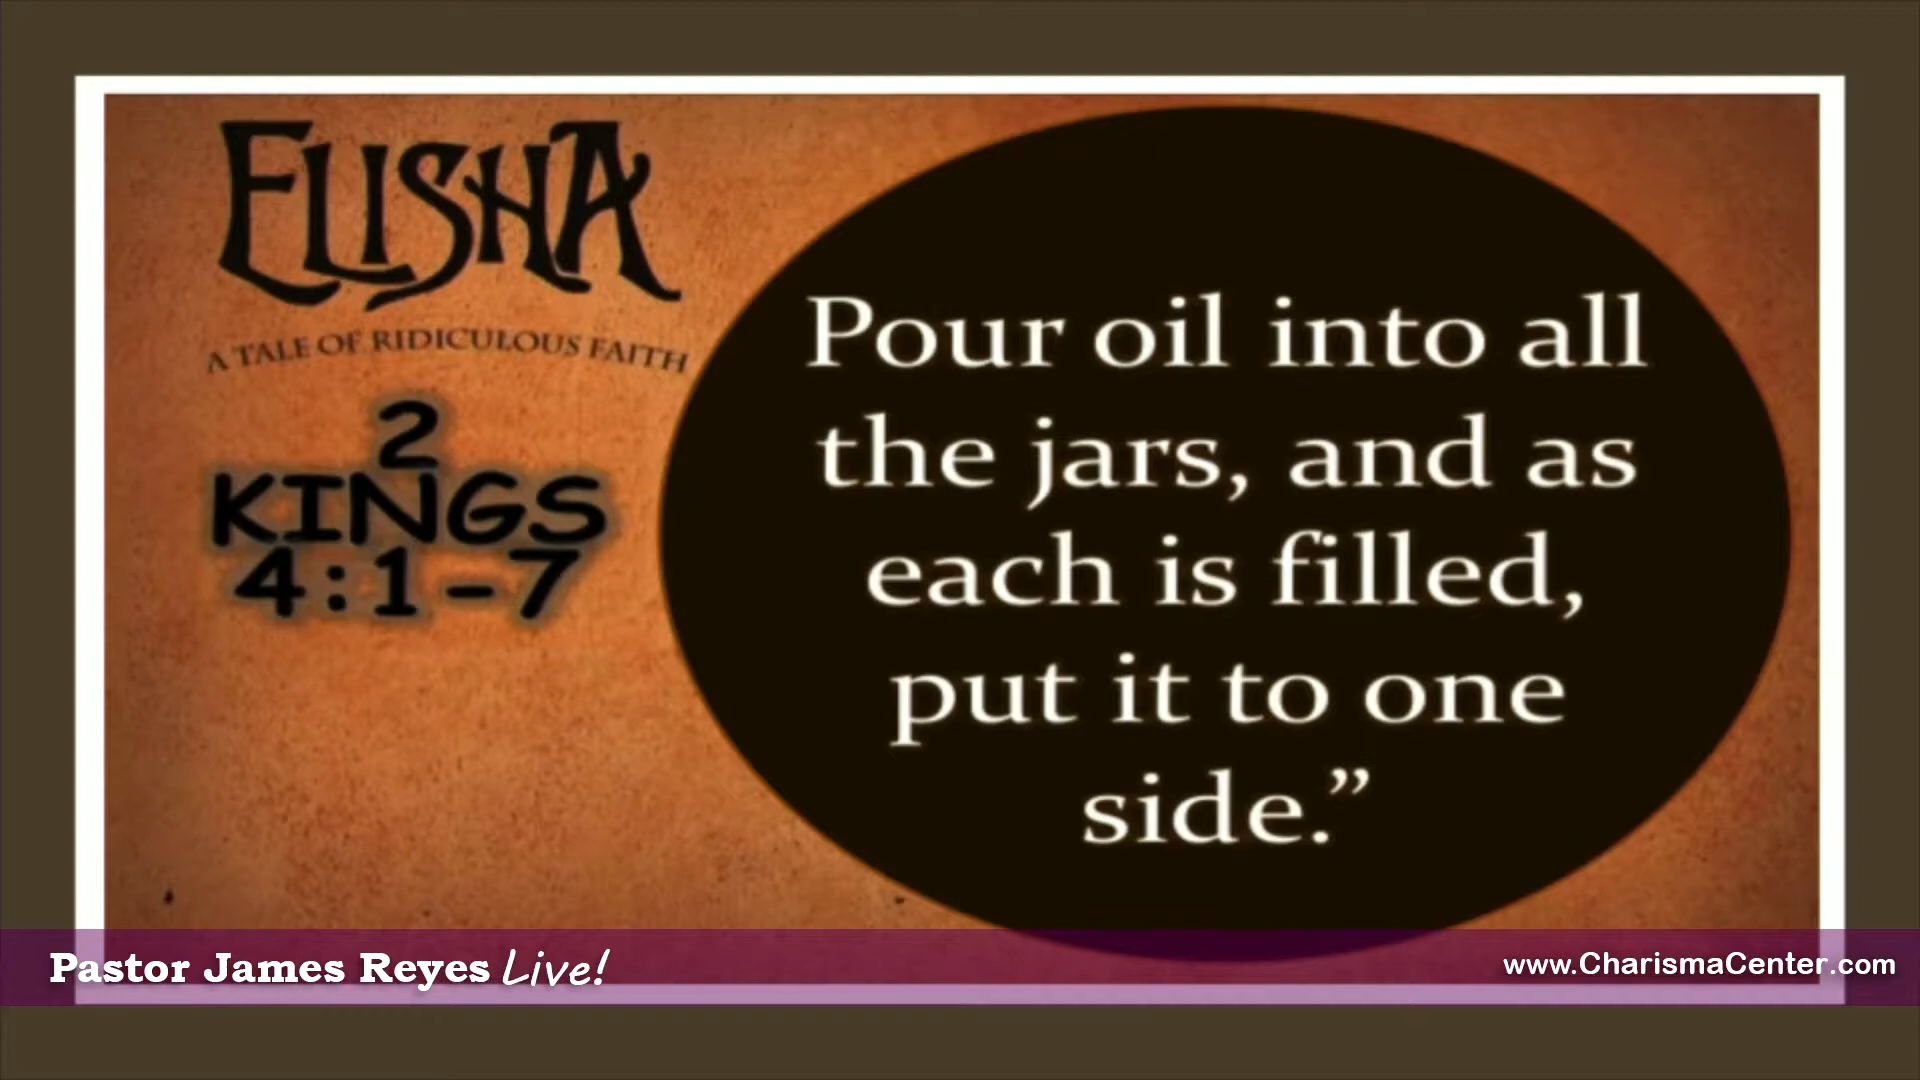 ELISHA
A TALE OF RIDICULOUS FAITH
2
KINGS
4:1-7
Pour oil into all
the jars, and as
each is filled,
put it to one
side.”
Pastor James Reyes Live!
www.CharismaCenter.com